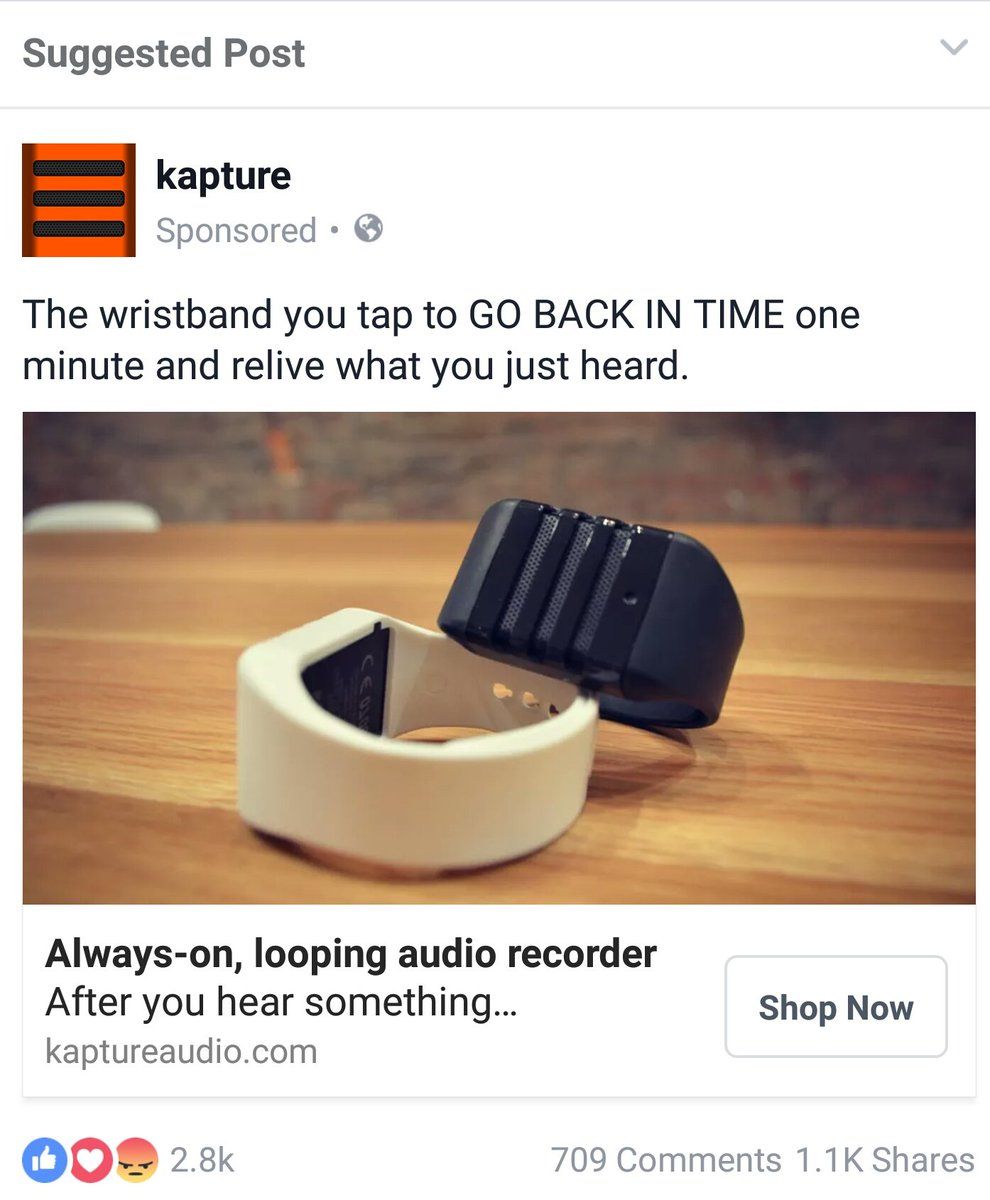 Suggested Post
kapture
Sponsored •
The wristband you tap to GO BACK IN TIME one
minute and relive what you just heard.
Always-on, looping audio recorder
After you hear something...
kaptureaudio.com
Shop Now
2.8k
709 Comments 1.1K Shares